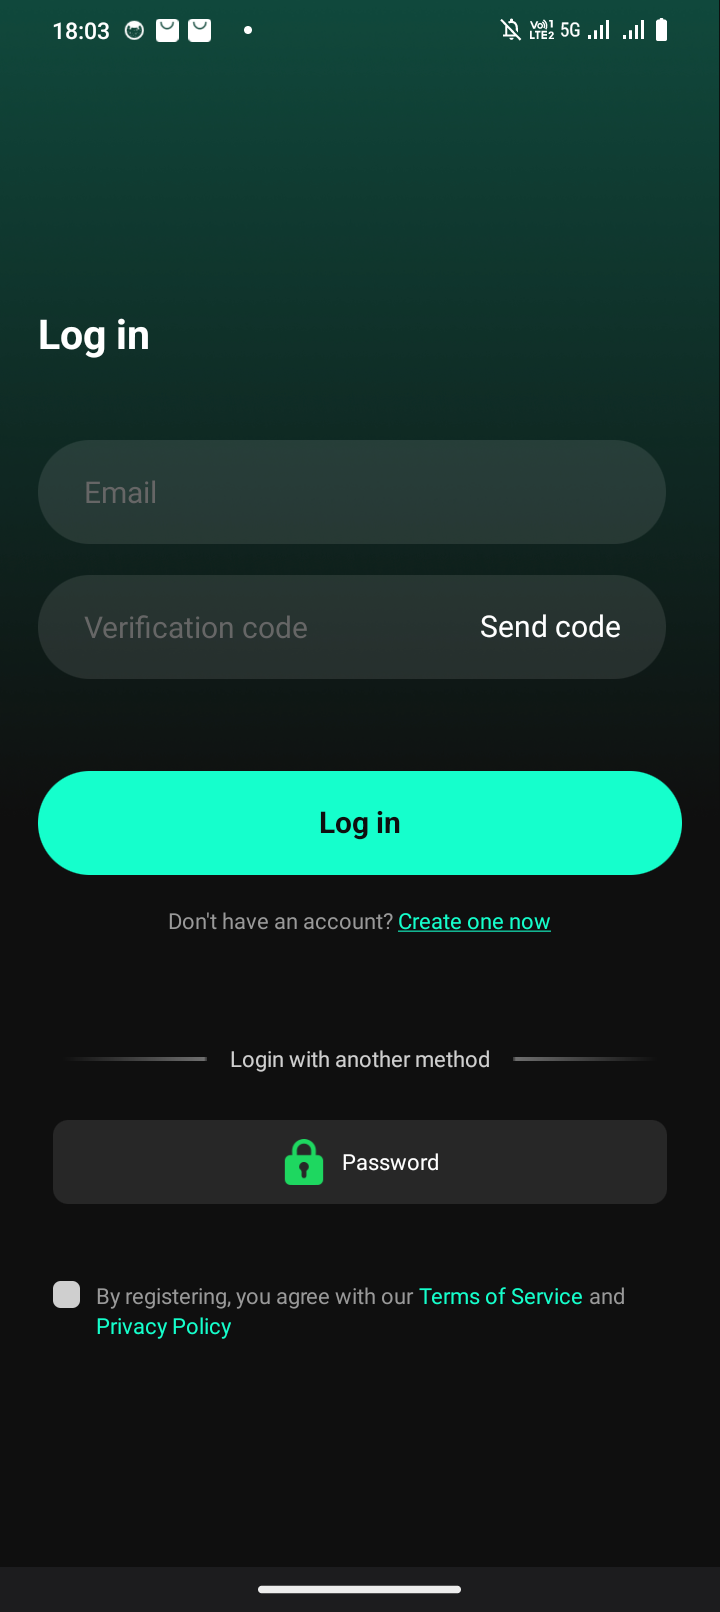 18:03
Vo)) 1
LTE2 5G
Log in
Email
Verification code Send code
Log in
Don't have an account? Create one now
Login with another method
Password
By registering, you agree with our Terms of Service and
Privacy Policy